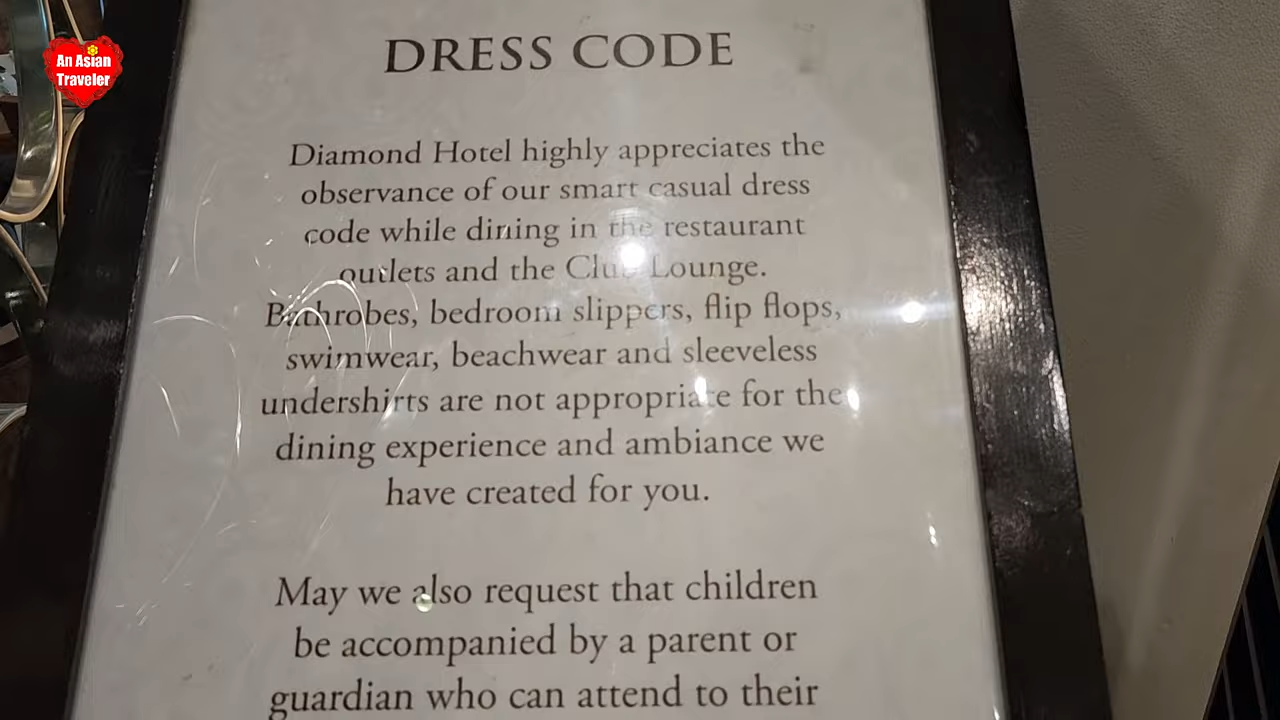 An Asian
Traveler
DRESS CODE
Diamond Hotel highly appreciates the
observance of our smart casual dress
code while dining in the restaurant
outlets and the Club Lounge.
Bathrobes, bedroom slippers, flip flops,
swimwear, beachwear and sleeveless
undershirts are not appropriate for the
dining experience and ambiance we
have created for you.
May we also request that children
be accompanied by a parent or
guardian who can attend to their